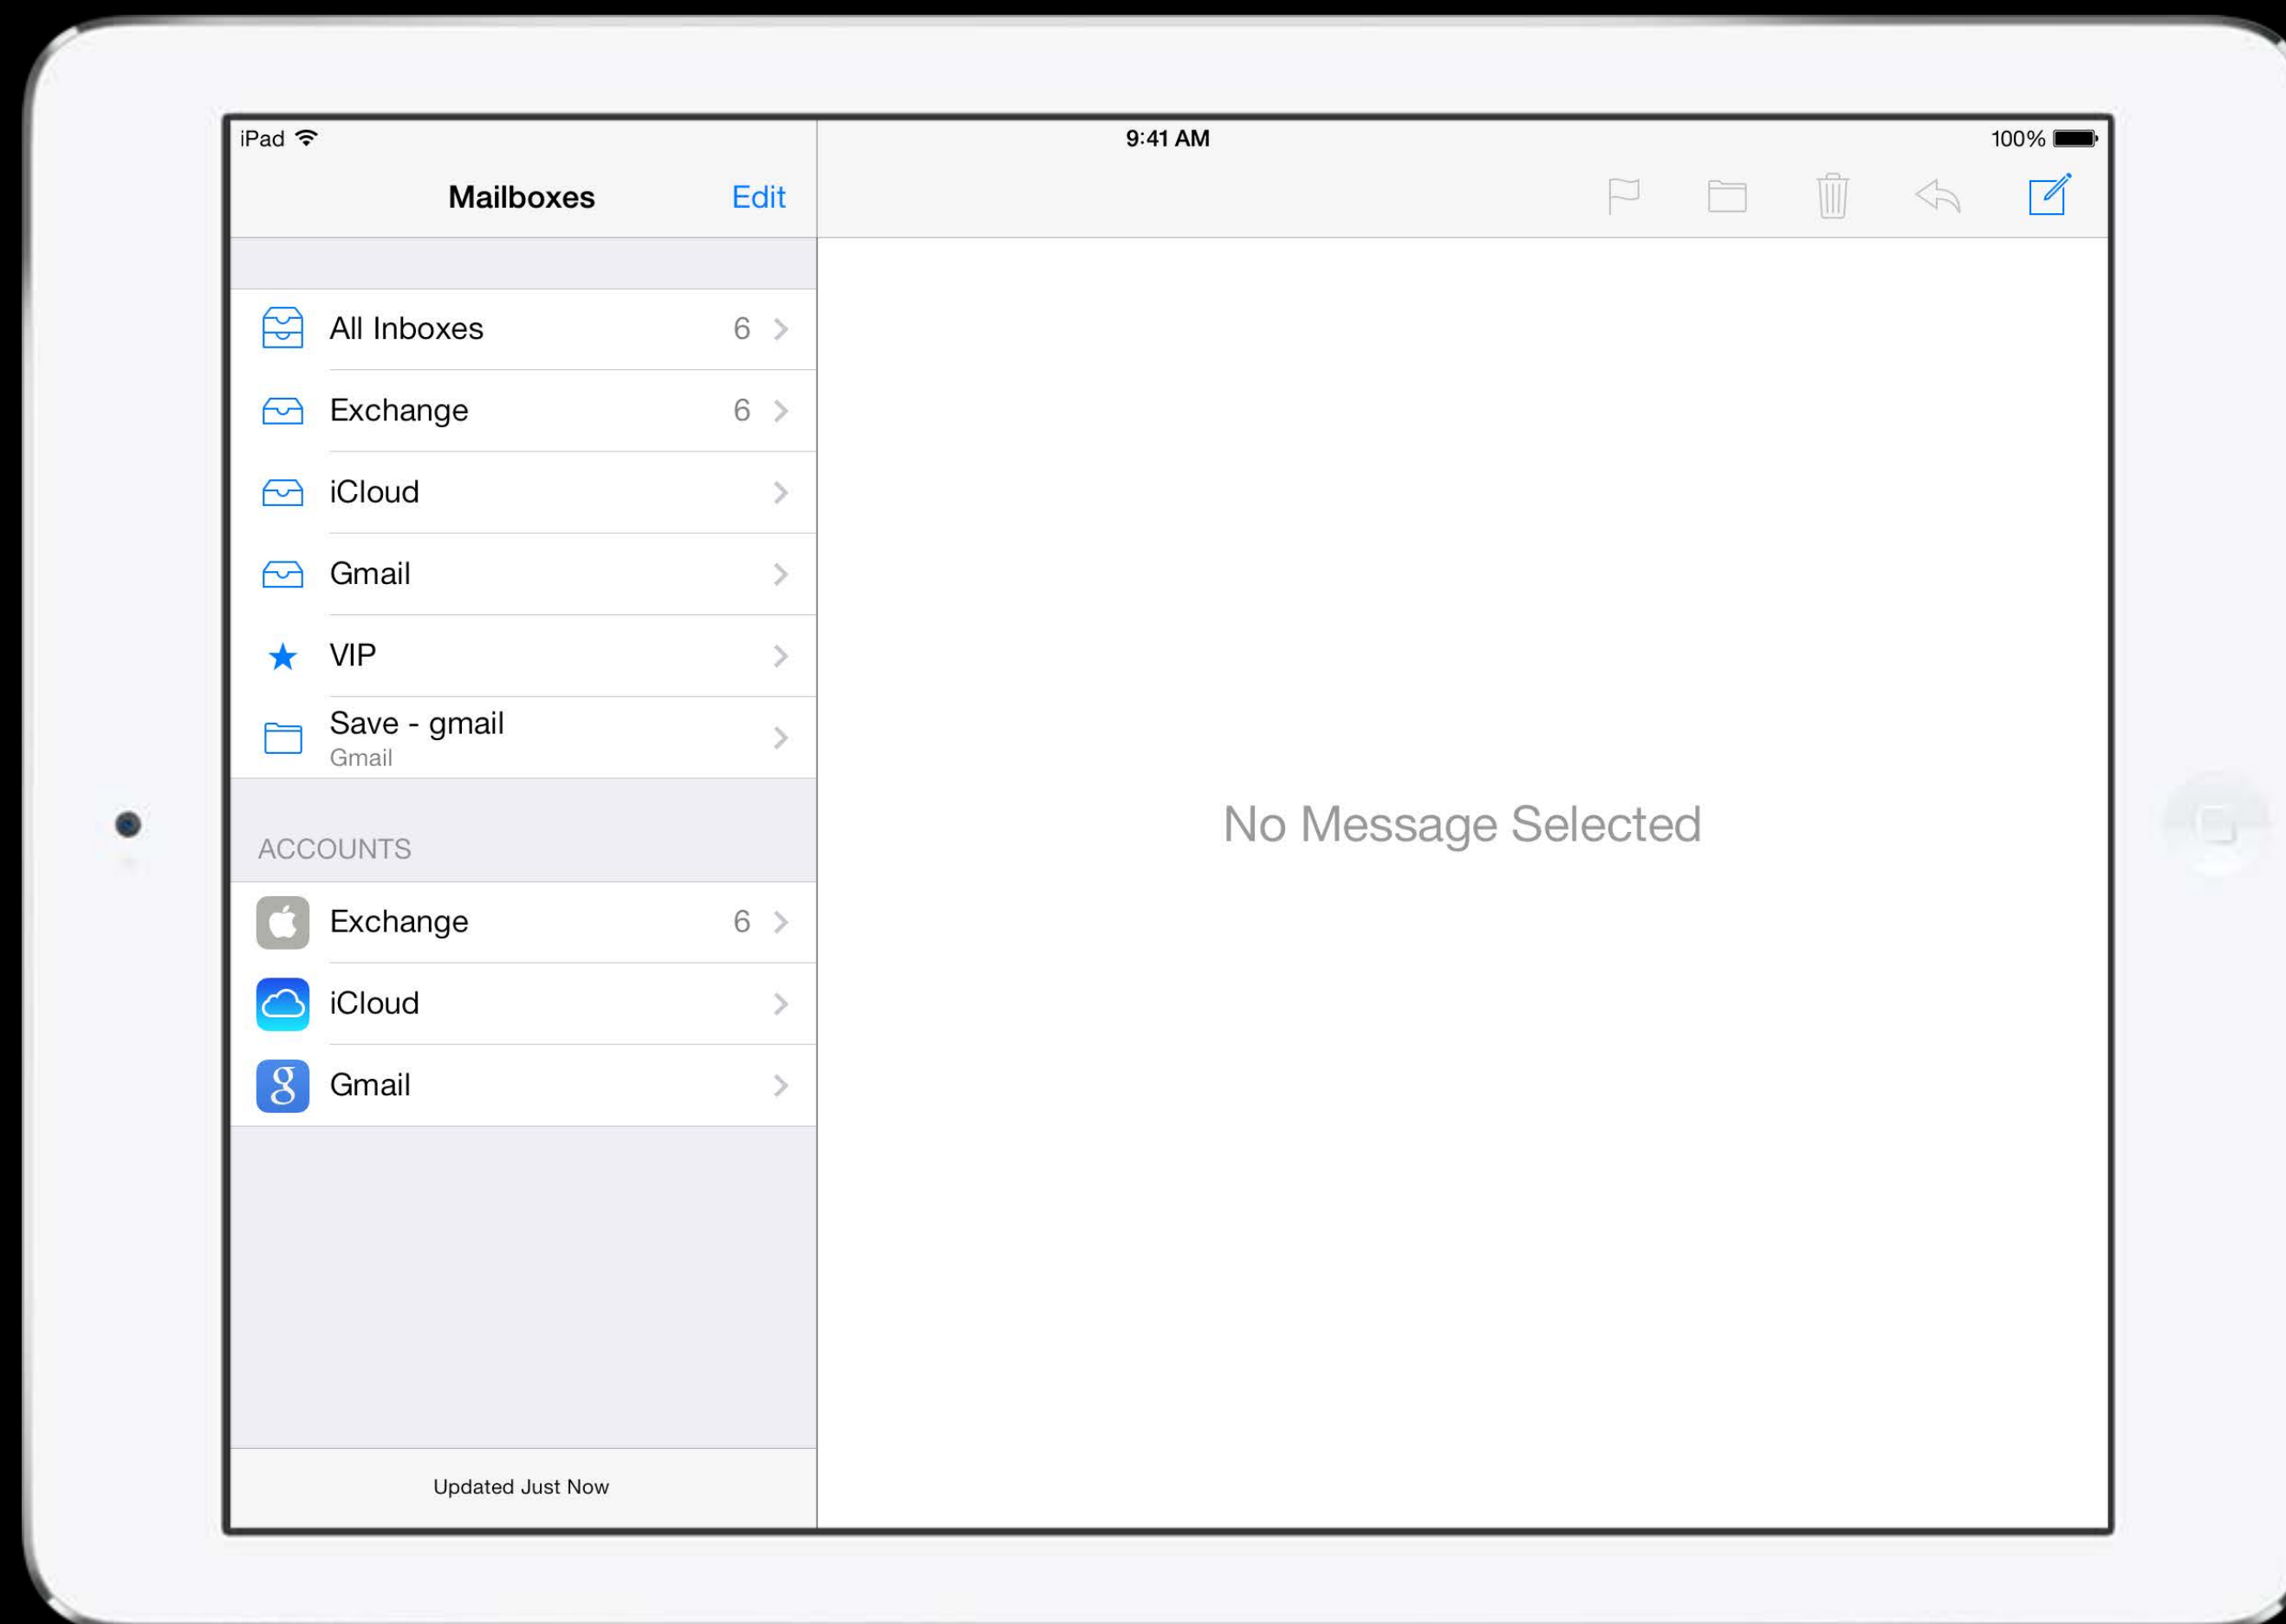 iPad 9:41 AM 100%
Mailboxes Edit
All Inboxes 6
Exchange 6
iCloud
Gmail
VIP
Save - gmail
Gmail
No Message Selected
ACCOUNTS
Exchange 6
iCloud
g Gmail
Updated Just Now